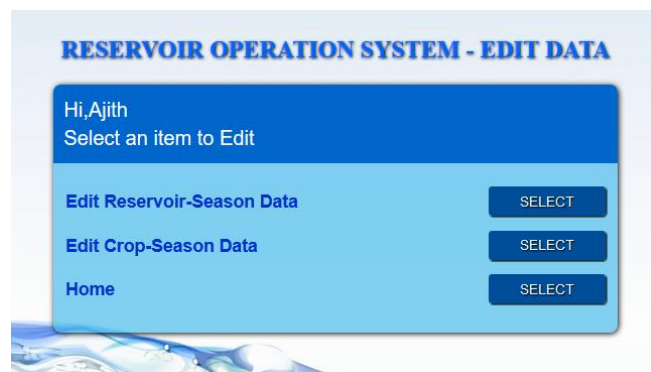 RESERVOIR OPERATION SYSTEM - EDIT DATA
Hi,Ajith
Select an item to Edit
Edit Reservoir-Season Data SELECT
Edit Crop-Season Data SELECT
Home SELECT